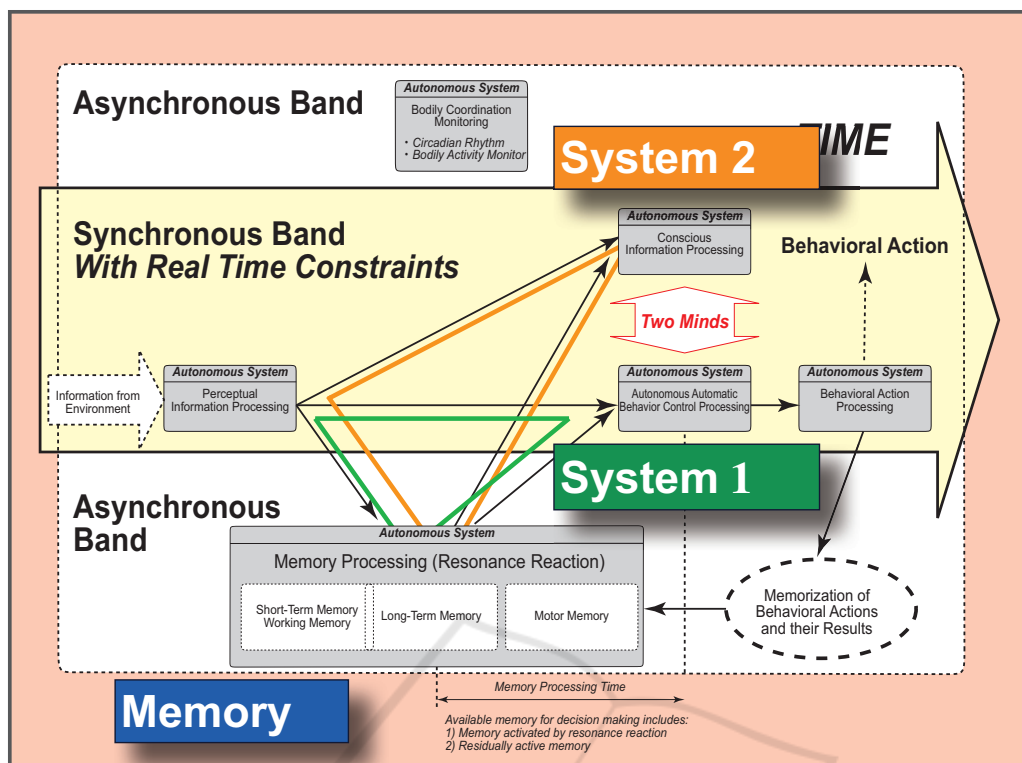 Asynchronous Band
Autonomous System
Bodily Coordination
Monitoring
・Circadian Rhythm
・Bodily Activity Monitor
System 2
Synchronous Band
With Real Time Constraints
Autonomous System
Conscious
Information Processing
Behavioral Action
Two Minds
Information from
Environment
Autonomous System
Perceptual
Information Processing
Autonomous System
Autonomous Automatic
Behavior Control Processing
Autonomous System
Behavioral Action
Processing
System 1
Asynchronous
Band
Autonomous System
Memory Processing (Resonance Reaction)
Short-Term Memory
Working Memory
Long-Term Memory
Motor Memory
Memorization of
Behavioral Actions
and their Results
Memory
Memory Processing Time
Available memory for decision making includes:
1) Memory activated by resonance reaction
2) Residually active memory